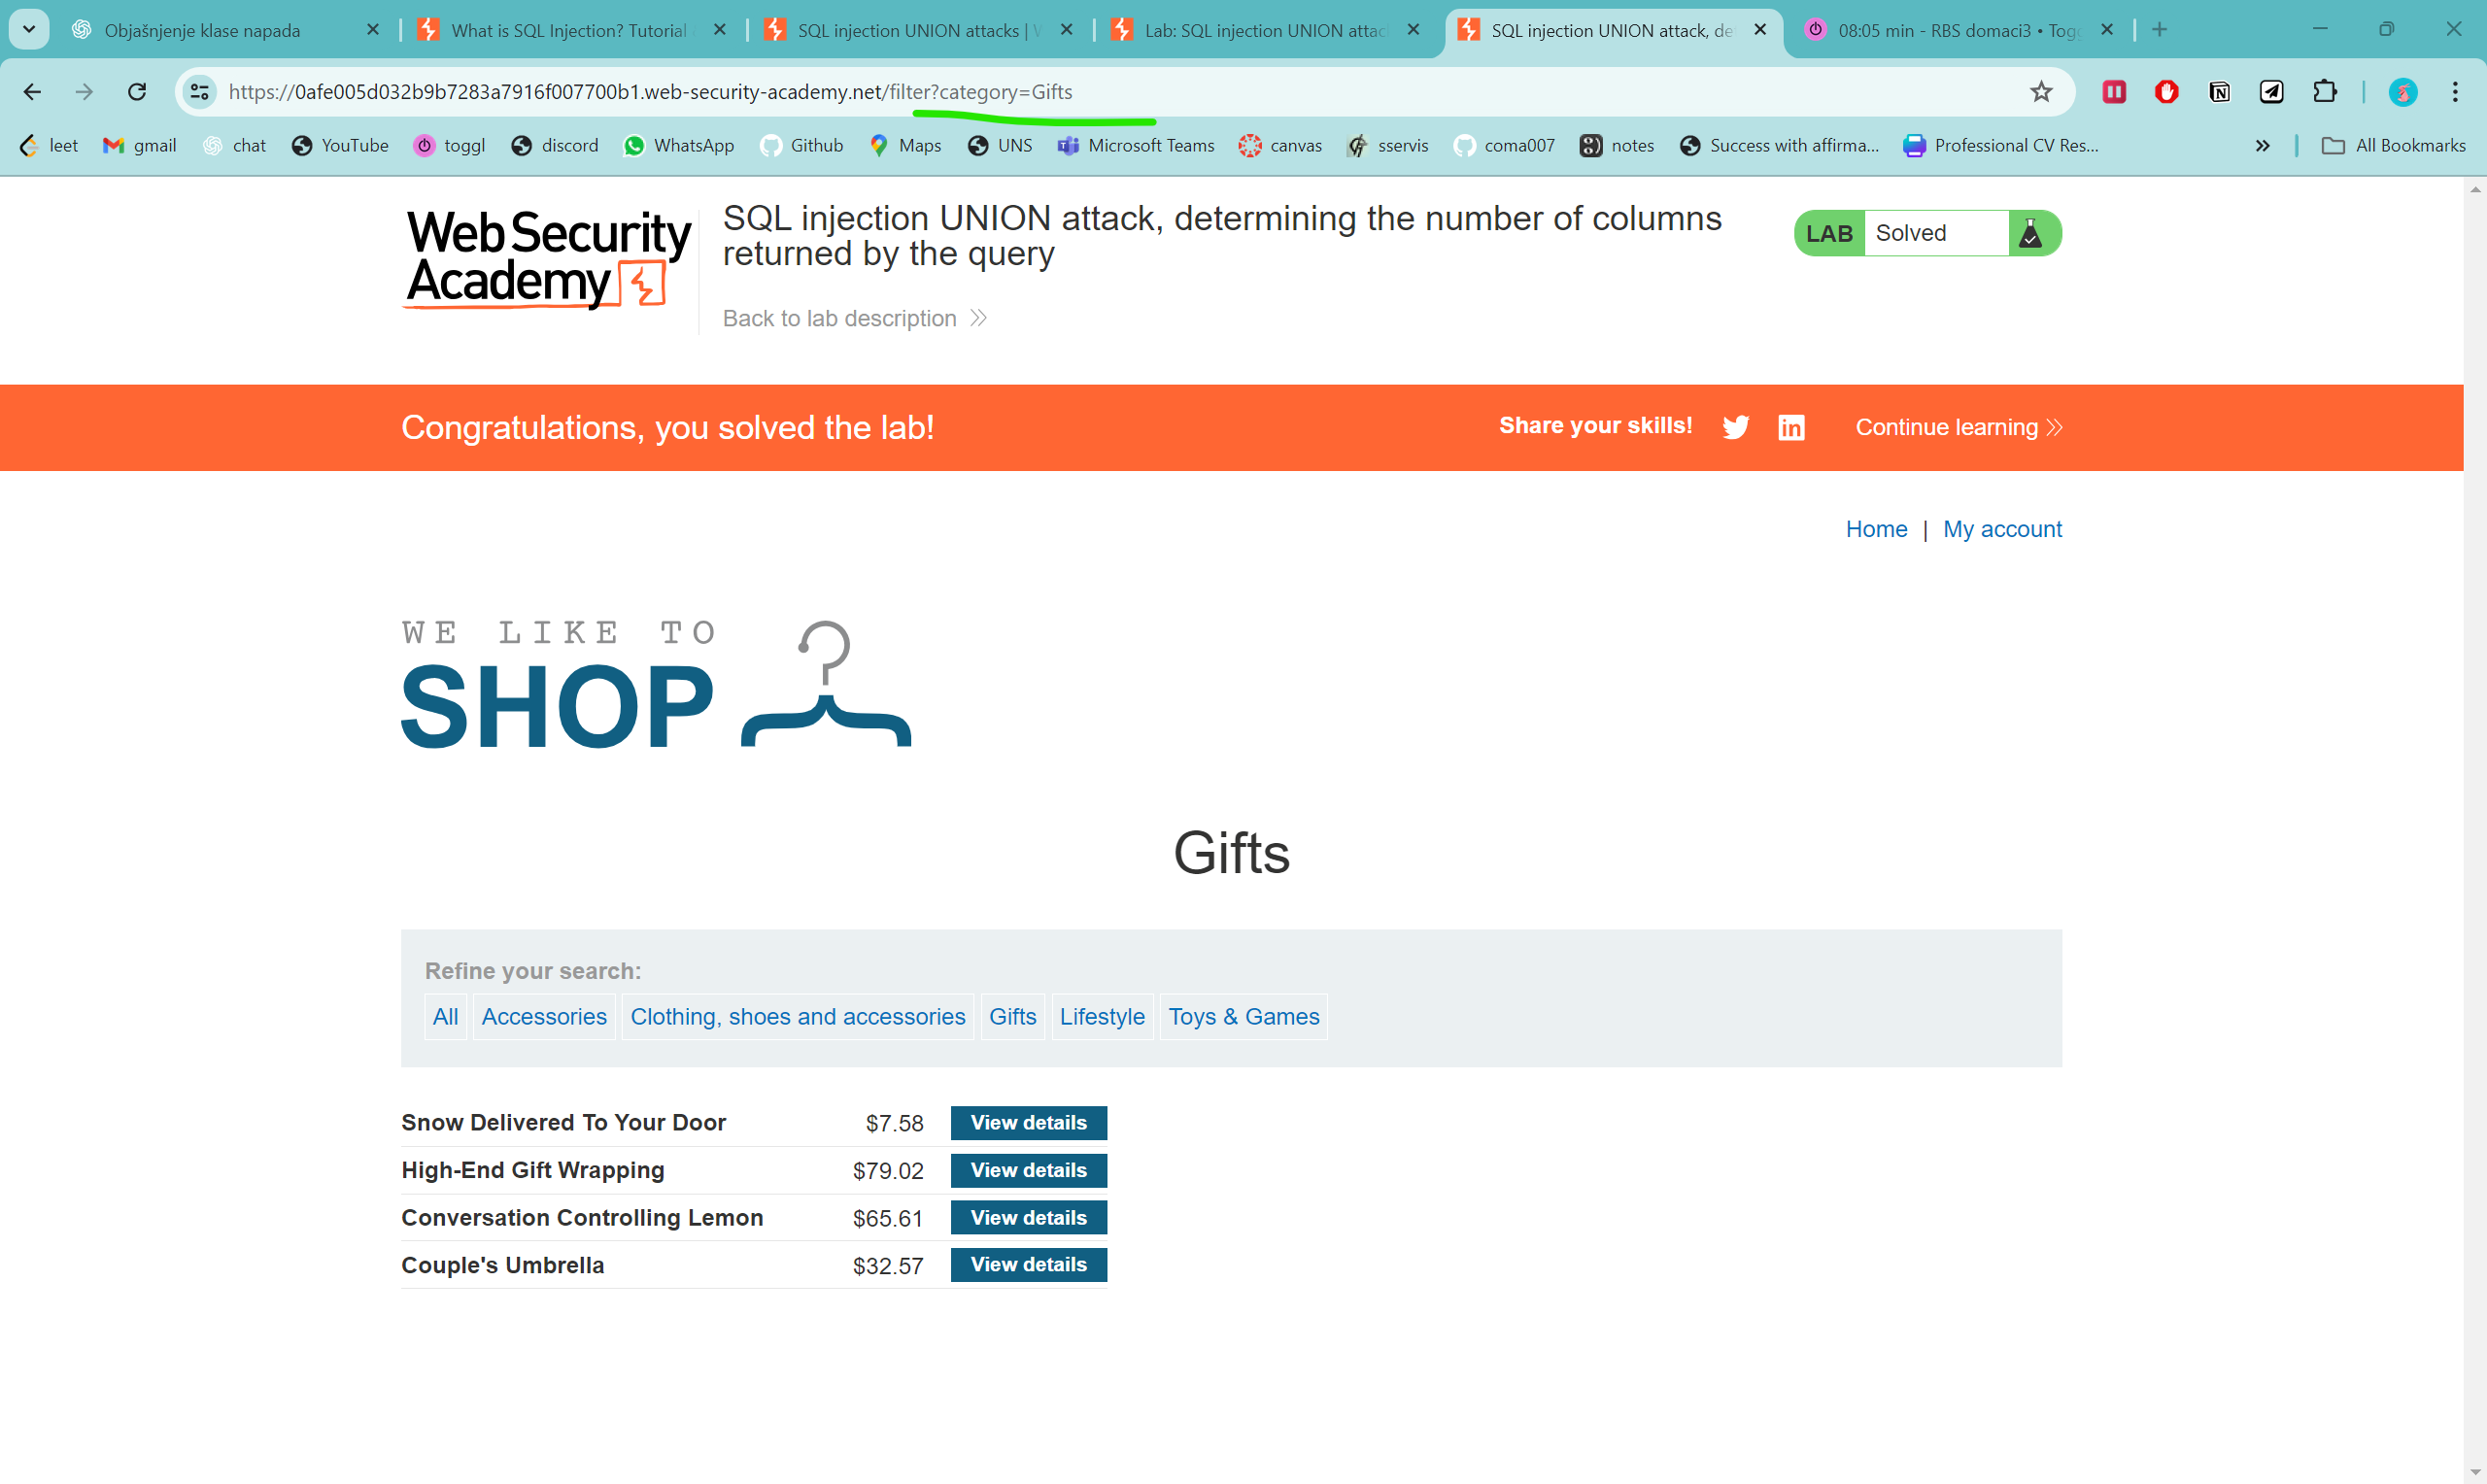 Objašnjenje klase napada
What is SQL Injection? Tutorial
SQL injection UNION attacks | W
Lab: SQL injection UNION attac
SQL injection UNION attack, de
08:05 min - RBS domaci3 • Togg
https://0afe005d032b9b7283a7916f007700b1.web-security-academy.net/filter?category=Gifts
leet gmail chat YouTube toggl discord WhatsApp Github Maps UNS Microsoft Teams canvas sservis coma007 notes Success with affirma... Professional CV Res... All Bookmarks
Web Security
Academy
SQL injection UNION attack, determining the number of columns
returned by the query
Back to lab description
LAB Solved
Congratulations, you solved the lab!
Share your skills!
Continue learning
Home | My account
WE LIKE TO
SHOP
Gifts
Refine your search:
All Accessories Clothing, shoes and accessories Gifts Lifestyle Toys & Games
Snow Delivered To Your Door $7.58 View details
High-End Gift Wrapping $79.02 View details
Conversation Controlling Lemon $65.61 View details
Couple's Umbrella $32.57 View details